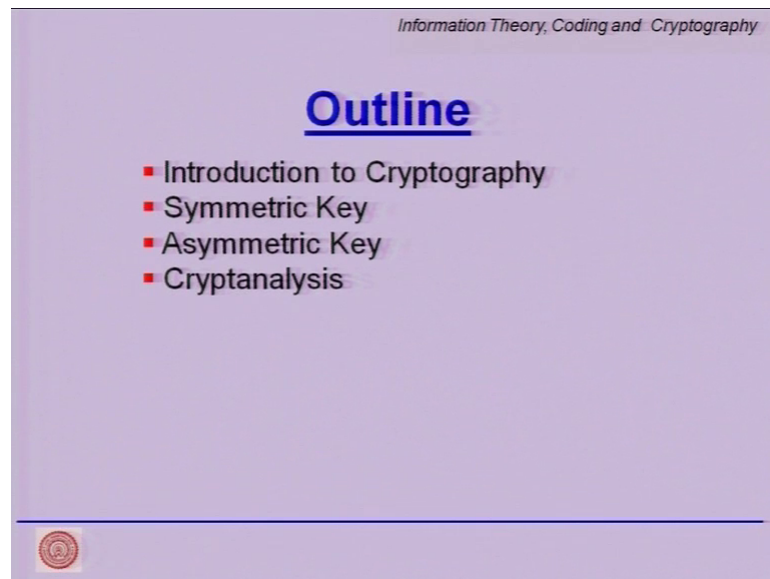 Information Theory, Coding and Cryptography
Outline
Introduction to Cryptography
Symmetric Key
Asymmetric Key
Cryptanalysis